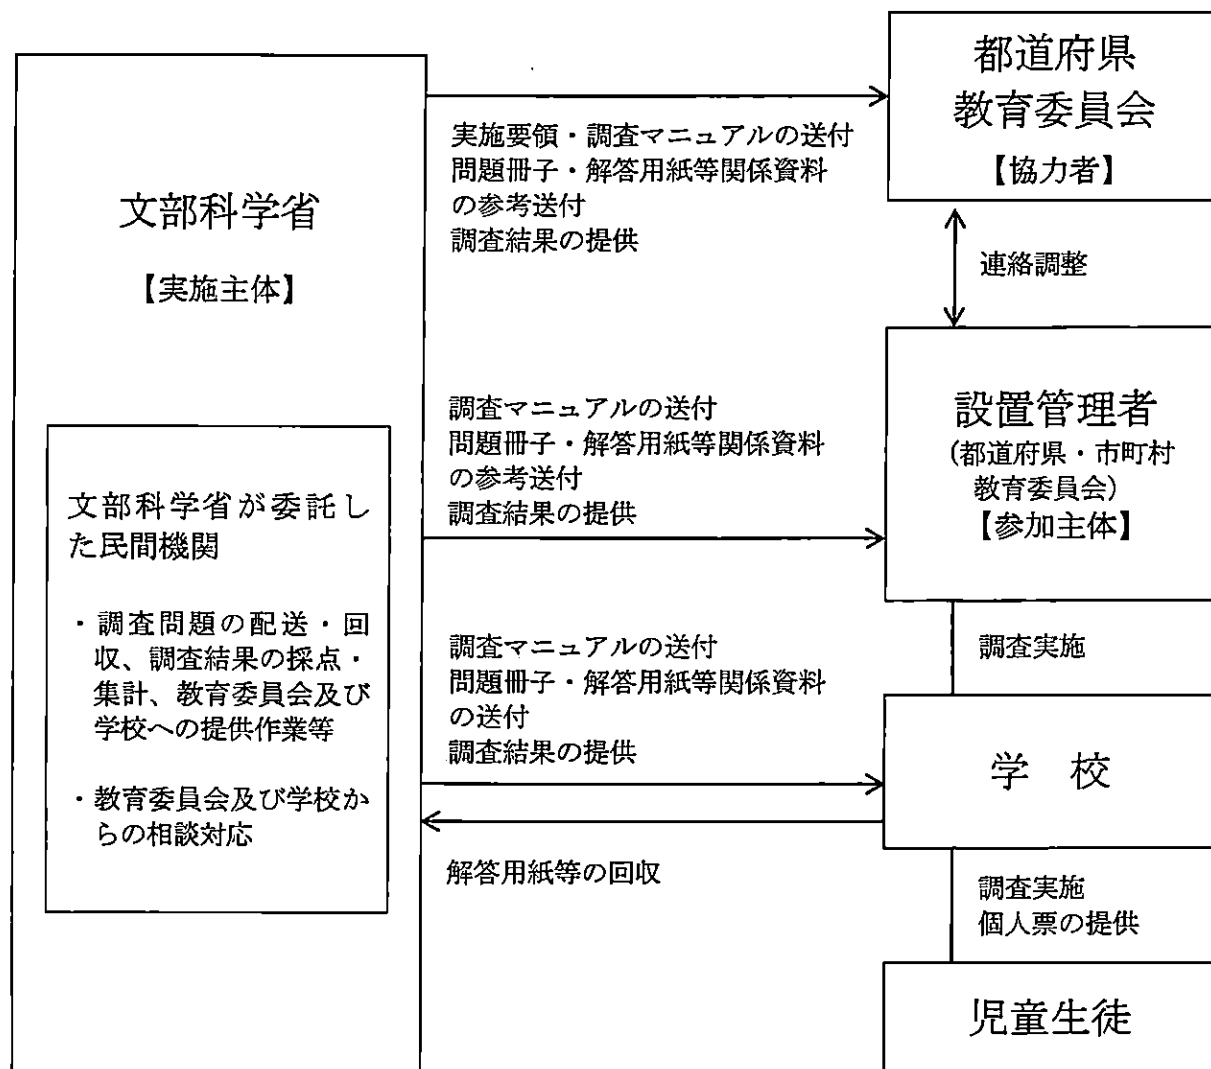 文部科学省
【実施主体】
文部科学省が委託し
た民間機関
・調査問題の配送・回
収、調査結果の採点・
集計、教育委員会及び
学校への提供作業等
・教育委員会及び学校か
らの相談対応
実施要領・調査マニュアルの送付
問題冊子・解答用紙等関係資料
の参考送付
調査結果の提供
調査マニュアルの送付
問題冊子・解答用紙等関係資料
の参考送付
調査結果の提供
調査マニュアルの送付
問題冊子・解答用紙等関係資料
の送付
調査結果の提供
解答用紙等の回収
都道府県
教育委員会
【協力者】
連絡調整
設置管理者
(都道府県・市町村
教育委員会)
【参加主体】
調査実施
学 校
調査実施
個人票の提供
児童生徒